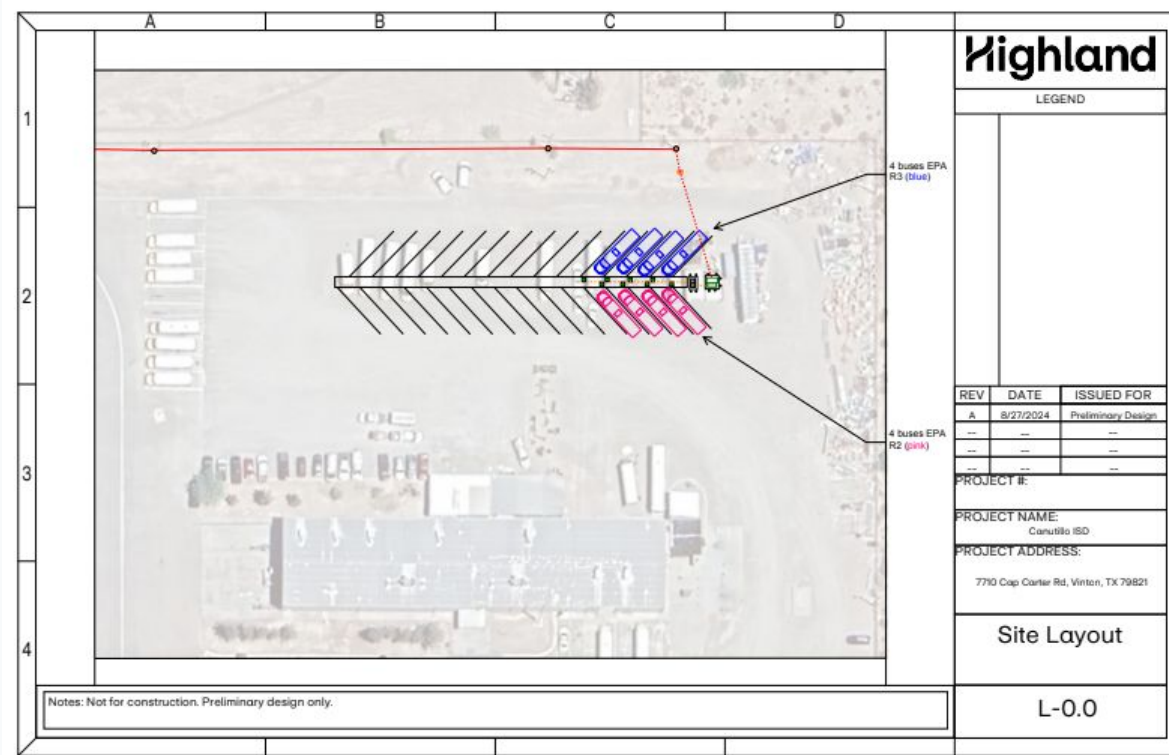 A
B
C
D
1
2
3
4
4 buses EPA
R3 (blue)
4 buses EPA
R2 (pink)
Highland
LEGEND
REV DATE ISSUED FOR
A 8/27/2024 Preliminary Design
-- -- --
-- -- --
-- -- --
PROJECT #:
PROJECT NAME:
Canutillo ISD
PROJECT ADDRESS:
7710 Cap Carter Rd, Vinton, TX 79821
Site Layout
L-0.0
Notes: Not for construction. Preliminary design only.